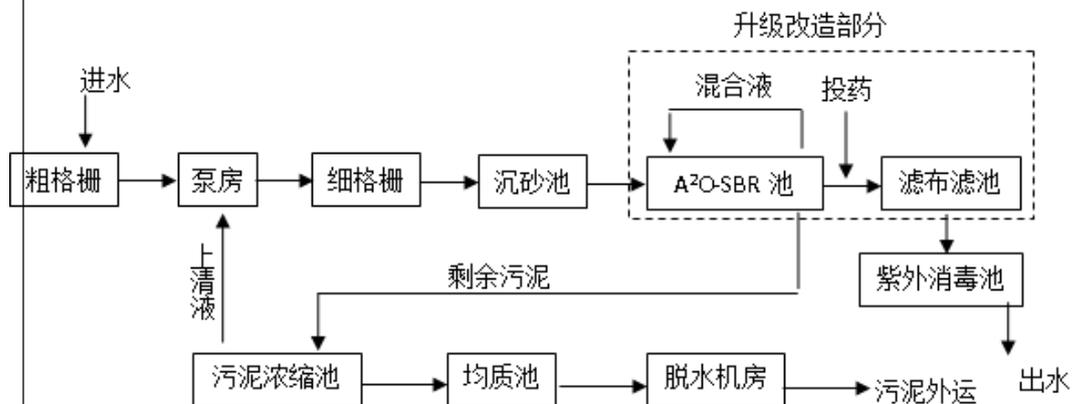 升级改造部分
进水
混合液
投药
粗格栅
泵房
细格栅
沉砂池
A²O-SBR 池
滤布滤池
上清液
剩余污泥
紫外消毒池
污泥浓缩池
均质池
脱水机房
污泥外运
出水